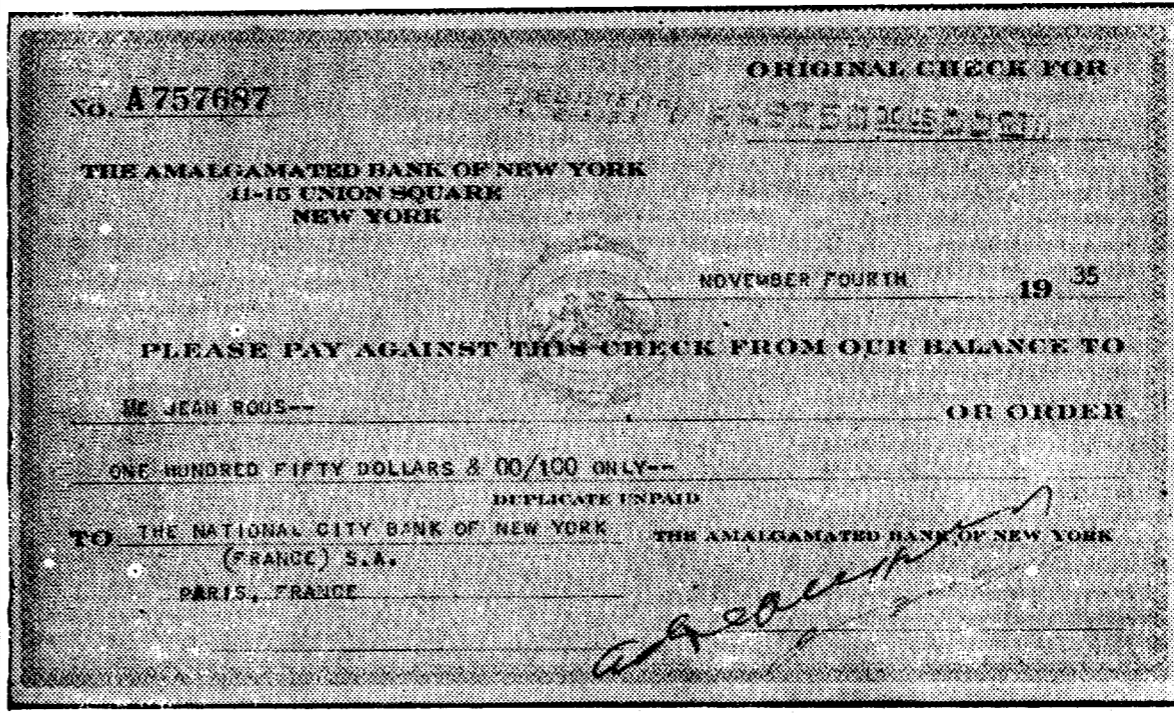 ORIGINAL CHECK FOR
No. A 757687
THE AMALGAMATED BANK OF NEW YORK
11-15 UNION SQUARE
NEW YORK
NOVEMBER FOURTH 19 35
PLEASE PAY AGAINST THIS CHECK FROM OUR BALANCE TO
ME JEAN ROUS-- OR ORDER
ONE HUNDRED FIFTY DOLLARS & 00/100 ONLY--
DUPLICATE UNPAID
TO THE NATIONAL CITY BANK OF NEW YORK THE AMALGAMATED BANK OF NEW YORK
(FRANCE) S.A.
PARIS, FRANCE